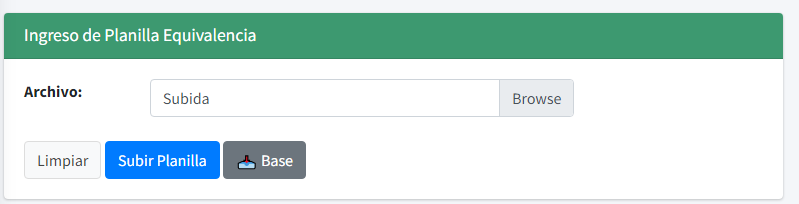 Ingreso de Planilla Equivalencia
Archivo: Subida Browse
Limpiar Subir Planilla Base